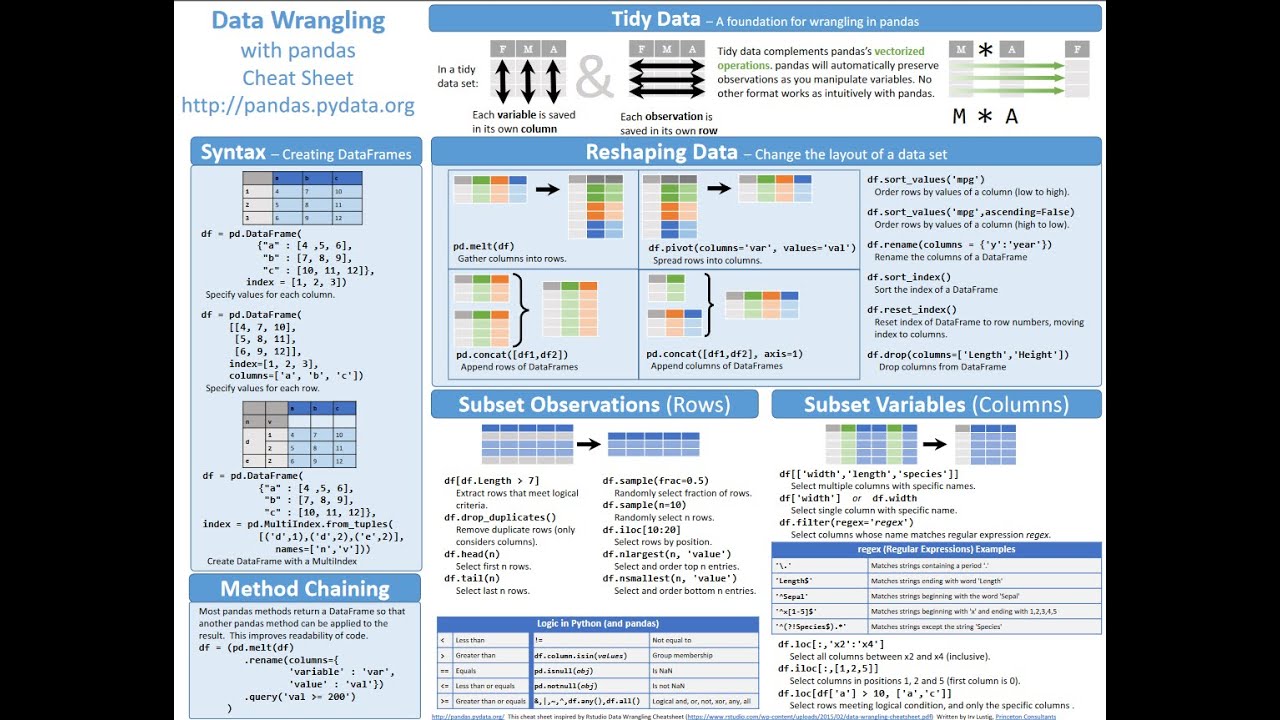 Data Wrangling
with pandas
Cheat Sheet
http://pandas.pydata.org
Tidy Data – A foundation for wrangling in pandas
In a tidy
data set:
F M A
Each variable is saved
in its own column
&
F M A
Each observation is
saved in its own row
Tidy data complements pandas's vectorized
operations. pandas will automatically preserve
observations as you manipulate variables. No
other format works as intuitively with pandas.
M * A F
M * A
Syntax – Creating DataFrames
a b c
1 4 7 10
2 5 8 11
3 6 9 12
df = pd.DataFrame(
{"a" : [4 ,5, 6],
"b" : [7, 8, 9],
"c" : [10, 11, 12]},
index = [1, 2, 3])
Specify values for each column.
df = pd.DataFrame(
[[4, 7, 10],
[5, 8, 11],
[6, 9, 12]],
index=[1, 2, 3],
columns=['a', 'b', 'c'])
Specify values for each row.
a b c
n v
d 1 4 7 10
2 5 8 11
e 2 6 9 12
df = pd.DataFrame(
{"a" : [4 ,5, 6],
"b" : [7, 8, 9],
"c" : [10, 11, 12]},
index = pd.MultiIndex.from_tuples(
[('d',1),('d',2),('e',2)],
names=['n','v']))
Create DataFrame with a MultiIndex
Method Chaining
Most pandas methods return a DataFrame so that
another pandas method can be applied to the
result. This improves readability of code.
df = (pd.melt(df)
.rename(columns={
'variable' : 'var',
'value' : 'val'})
.query('val >= 200')
)
Reshaping Data – Change the layout of a data set
pd.melt(df)
Gather columns into rows.
df.pivot(columns='var', values='val')
Spread rows into columns.
pd.concat([df1,df2])
Append rows of DataFrames
pd.concat([df1,df2], axis=1)
Append columns of DataFrames
df.sort_values('mpg')
Order rows by values of a column (low to high).
df.sort_values('mpg',ascending=False)
Order rows by values of a column (high to low).
df.rename(columns = {'y':'year'})
Rename the columns of a DataFrame
df.sort_index()
Sort the index of a DataFrame
df.reset_index()
Reset index of DataFrame to row numbers, moving
index to columns.
df.drop(columns=['Length','Height'])
Drop columns from DataFrame
Subset Observations (Rows)
df[df.Length > 7]
Extract rows that meet logical
criteria.
df.drop_duplicates()
Remove duplicate rows (only
considers columns).
df.head(n)
Select first n rows.
df.tail(n)
Select last n rows.
df.sample(frac=0.5)
Randomly select fraction of rows.
df.sample(n=10)
Randomly select n rows.
df.iloc[10:20]
Select rows by position.
df.nlargest(n, 'value')
Select and order top n entries.
df.nsmallest(n, 'value')
Select and order bottom n entries.
Logic in Python (and pandas)
< Less than != Not equal to
> Greater than df.column.isin(values) Group membership
== Equals pd.isnull(obj) Is NaN
<= Less than or equals pd.notnull(obj) Is not NaN
>= Greater than or equals &,|,~,^,df.any(),df.all() Logical and, or, not, xor, any, all
Subset Variables (Columns)
df[['width','length','species']]
Select multiple columns with specific names.
df['width'] or df.width
Select single column with specific name.
df.filter(regex='regex')
Select columns whose name matches regular expression regex.
regex (Regular Expressions) Examples
'\.' Matches strings containing a period '.'
'Length$' Matches strings ending with word 'Length'
'^Sepal' Matches strings beginning with the word 'Sepal'
'^x[1-5]$' Matches strings beginning with 'x' and ending with 1,2,3,4,5
'^(?!Species$).*' Matches strings except the string 'Species'
df.loc[:,'x2':'x4']
Select all columns between x2 and x4 (inclusive).
df.iloc[:,[1,2,5]]
Select columns in positions 1, 2 and 5 (first column is 0).
df.loc[df['a'] > 10, ['a','c']]
Select rows meeting logical condition, and only the specific columns .
http://pandas.pydata.org/ This cheat sheet inspired by Rstudio Data Wrangling Cheatsheet (https://www.rstudio.com/wp-content/uploads/2015/02/data-wrangling-cheatsheet.pdf) Written by Irv Lustig, Princeton Consultants